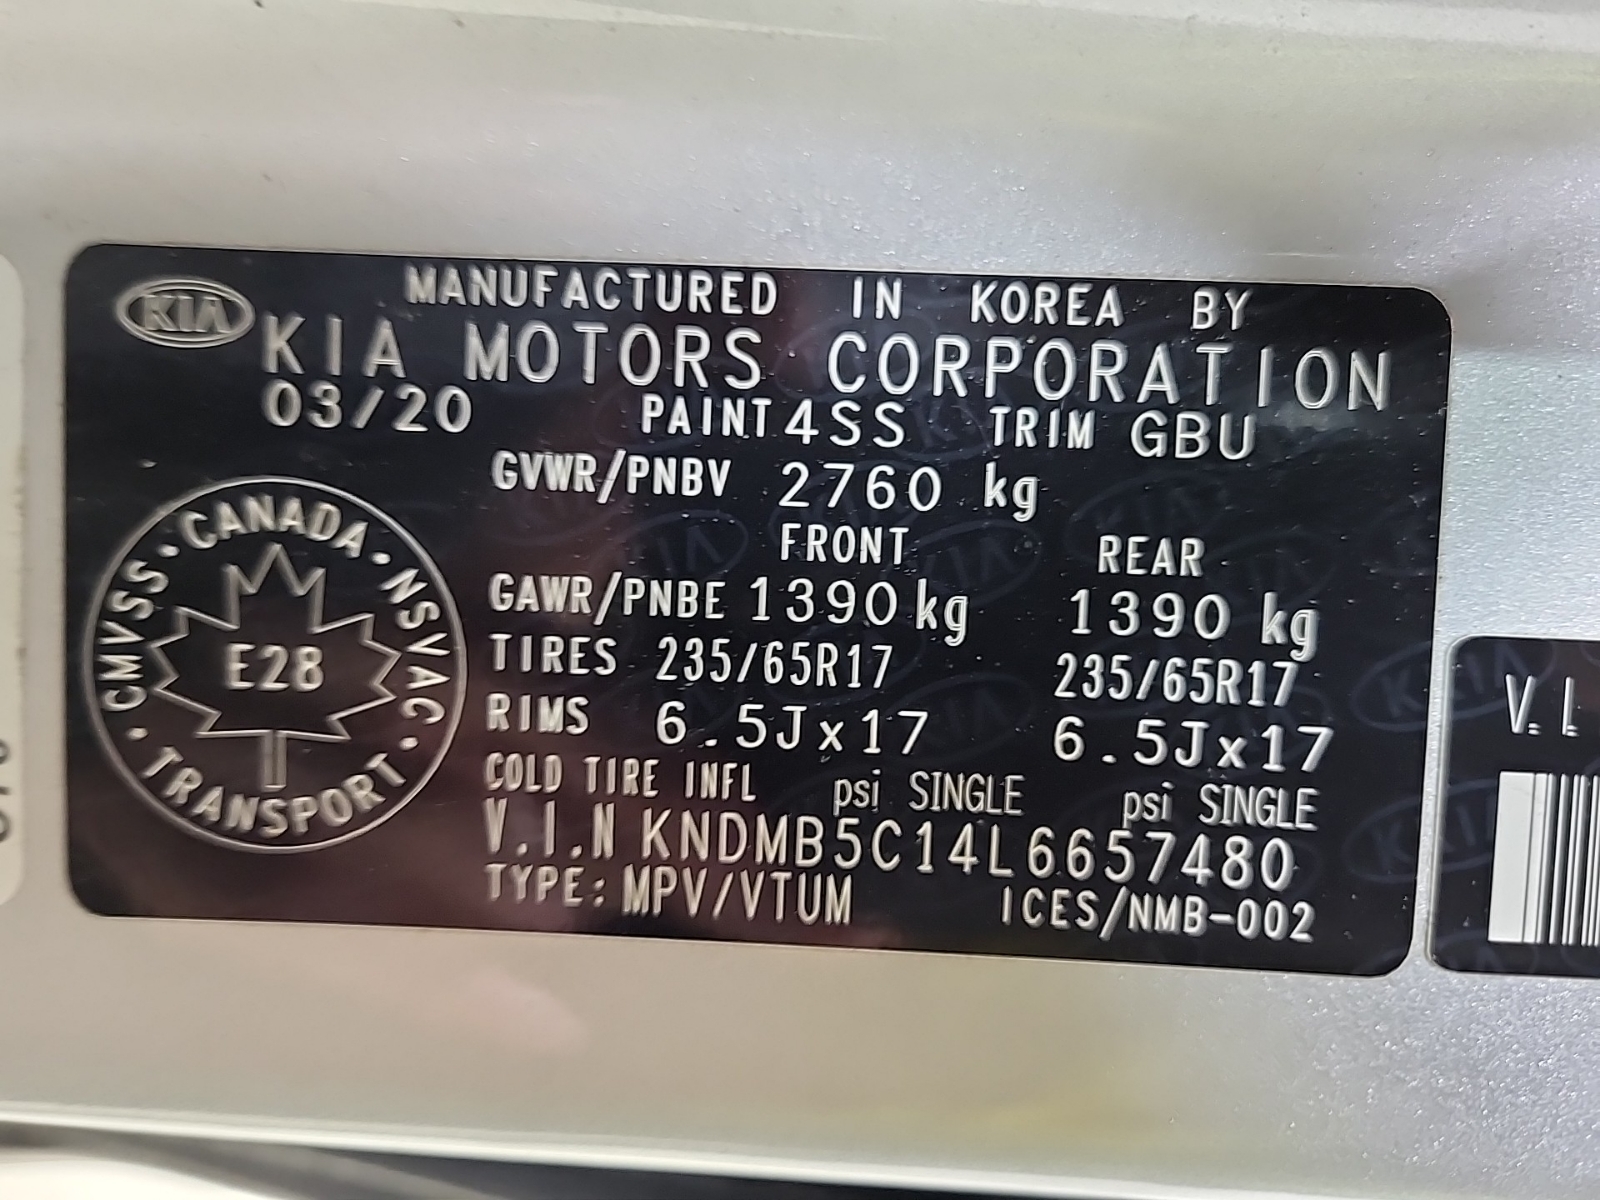 KIA
MANUFACTURED IN KOREA BY
KIA MOTORS CORPORATION
03/20 PAINT 4SS TRIM GBU
GVWR/PNBV 2760 kg
FRONT REAR
GAWR/PNBE 1390 kg 1390 kg
TIRES 235/65R17 235/65R17
RIMS 6.5Jx17 6.5Jx17
COLD TIRE INFL psi SINGLE psi SINGLE
V.I.N KNDMB5C14L6657480
TYPE: MPV/VTUM ICES/NMB-002
CANADA · NSVAC · TRANSPORT · CMVSS ·
E28
V.I